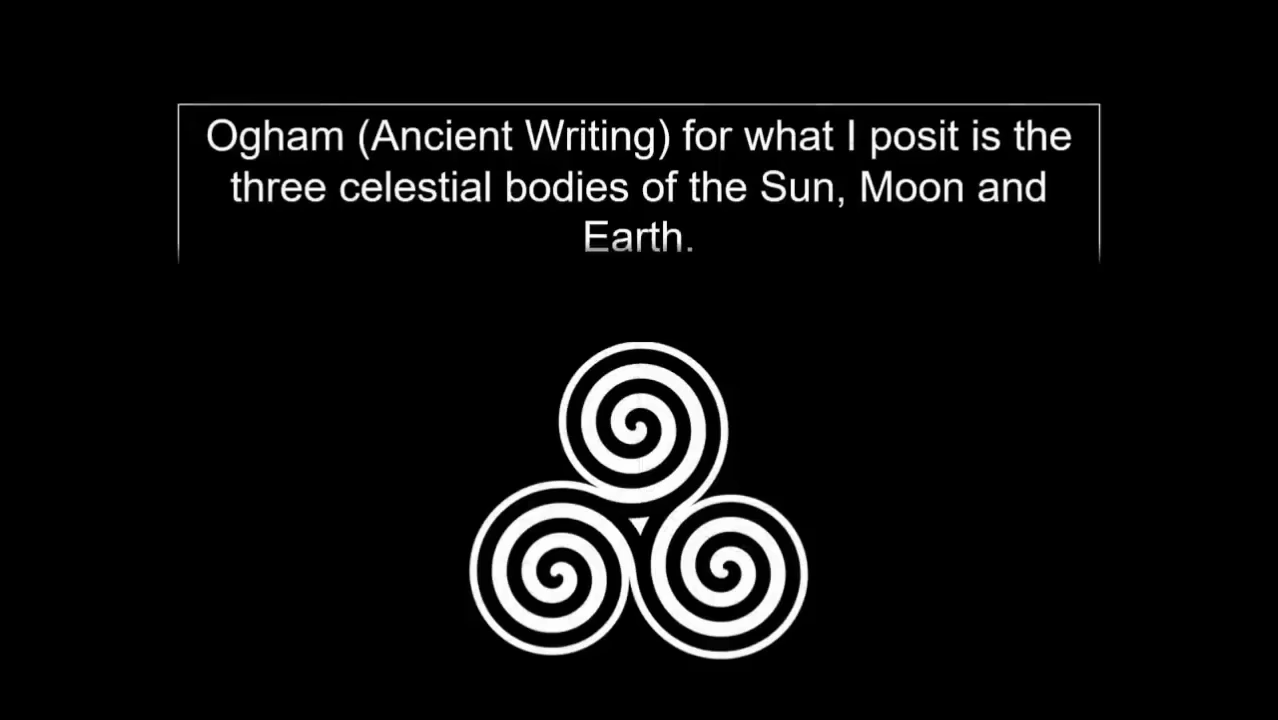 Ogham (Ancient Writing) for what I posit is the
three celestial bodies of the Sun, Moon and
Earth.